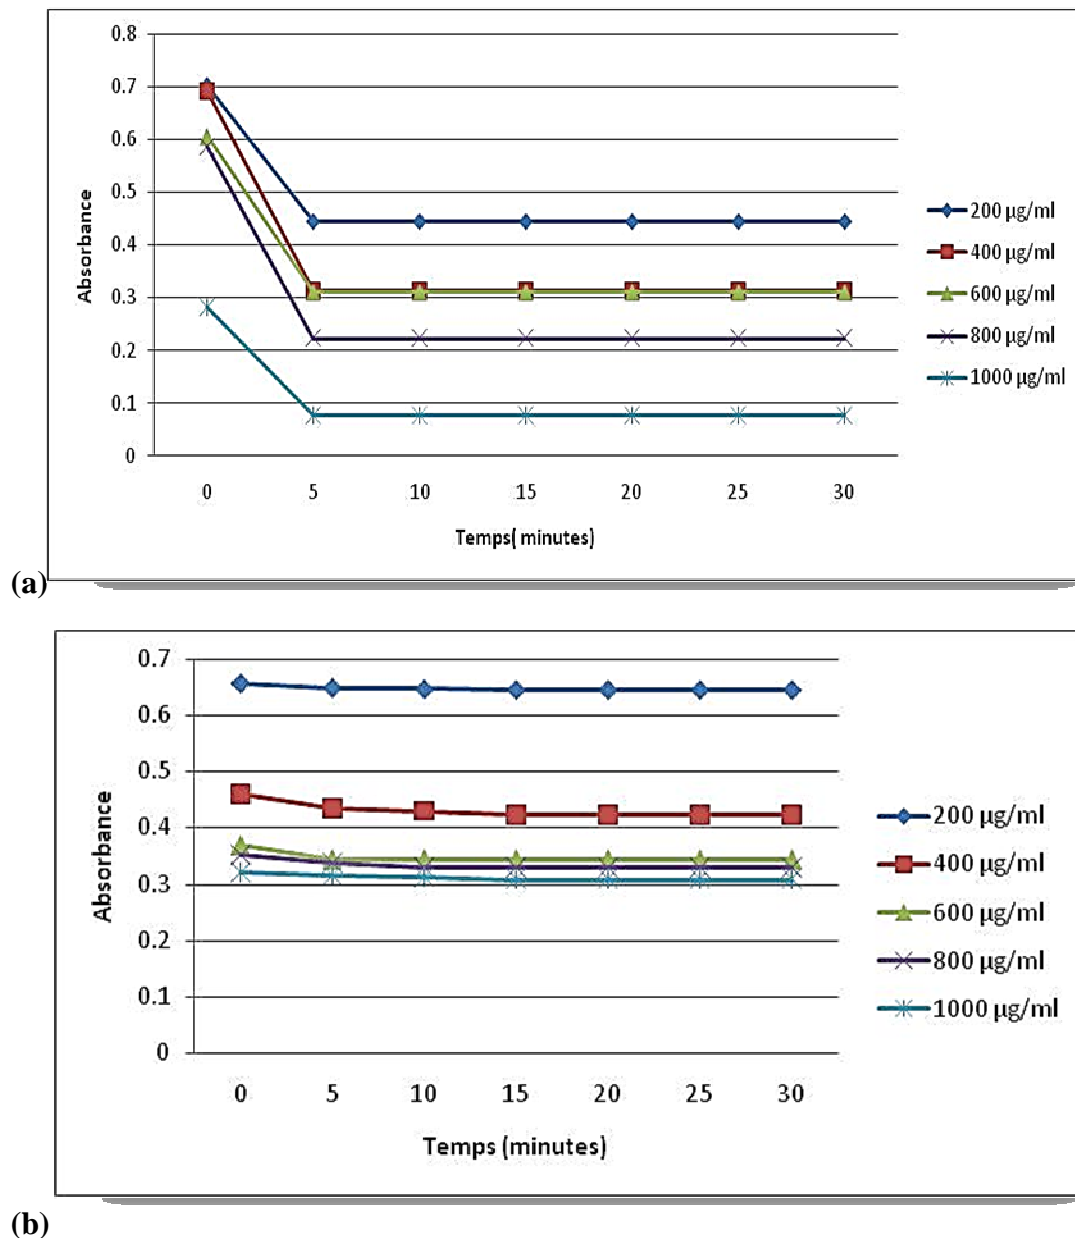 0.8
0.7
0.6
0.5
0.4
0.3
0.2
0.1
0
Absorbance
0 5 10 15 20 25 30
Temps( minutes)
200 µg/ml
400 µg/ml
600 µg/ml
800 µg/ml
1000 µg/ml
(a)
0.7
0.6
0.5
0.4
0.3
0.2
0.1
0
Absorbance
0 5 10 15 20 25 30
Temps (minutes)
200 µg/ml
400 µg/ml
600 µg/ml
800 µg/ml
1000 µg/ml
(b)